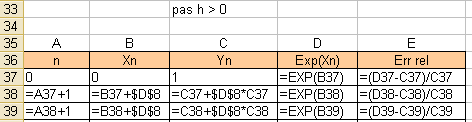 33 pas h > 0
34
35 A B C D E
36 n Xn Yn Exp(Xn) Err rel
37 0 0 1 =EXP(B37) =(D37-C37)/C37
38 =A37+1 =B37+$D$8 =C37+$D$8*C37 =EXP(B38) =(D38-C38)/C38
39 =A38+1 =B38+$D$8 =C38+$D$8*C38 =EXP(B39) =(D39-C39)/C39